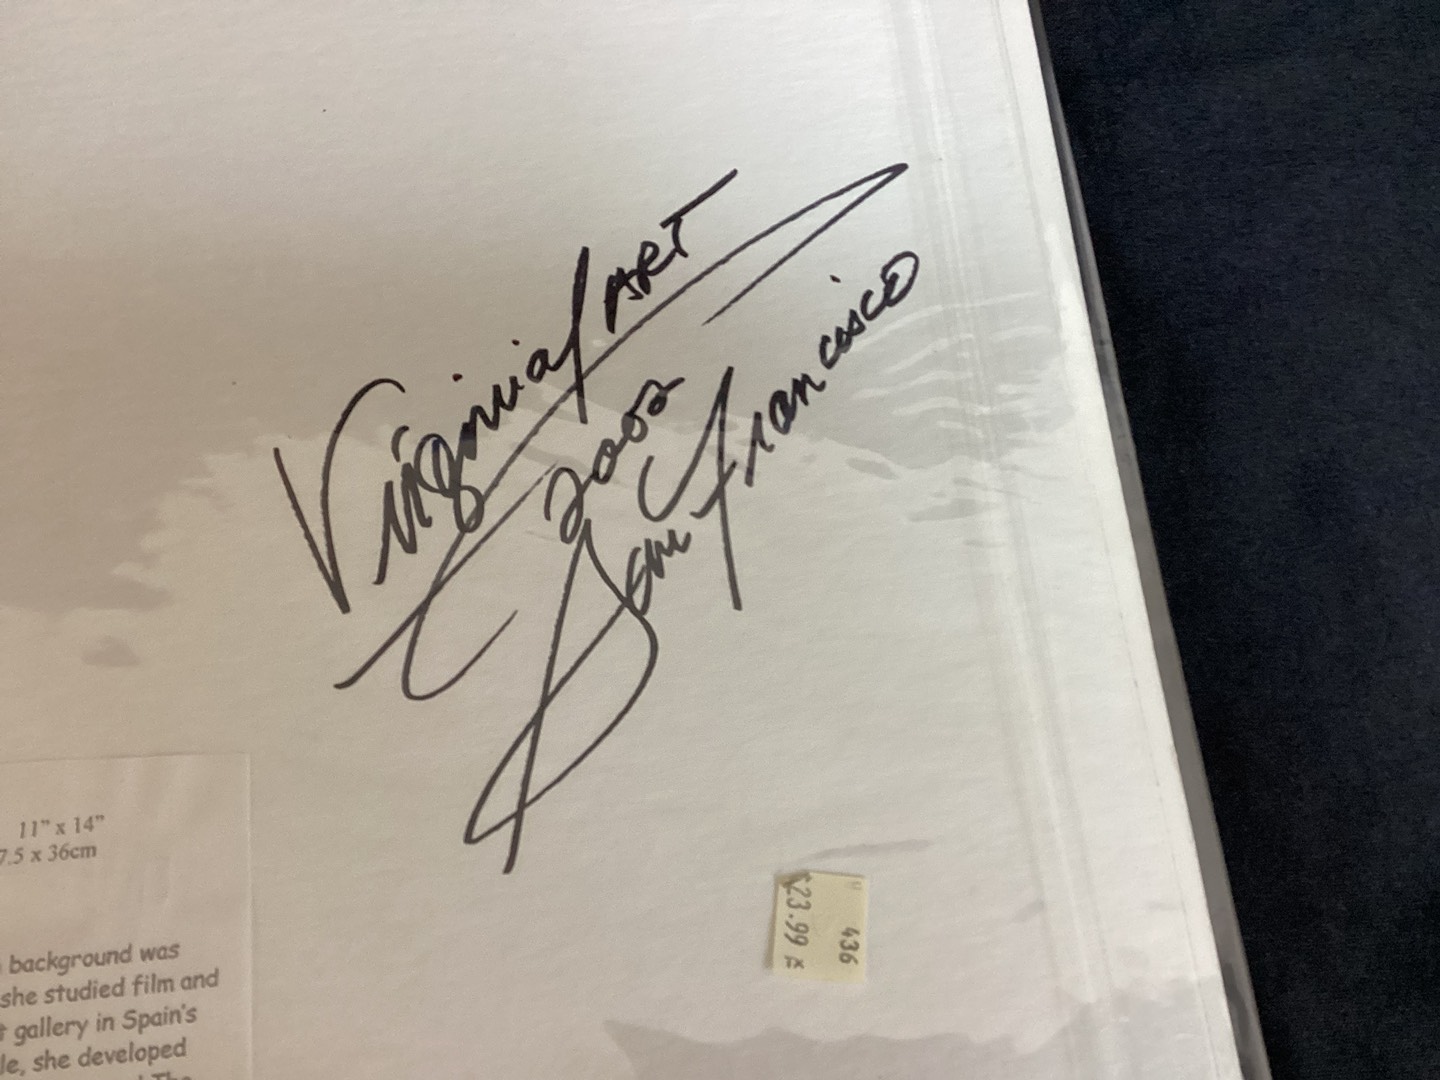 Virginia ART
2002
San Francisco
11" x 14"
7.5 x 36cm
background was
she studied film and
gallery in Spain's
le, she developed
The
$23.99
436